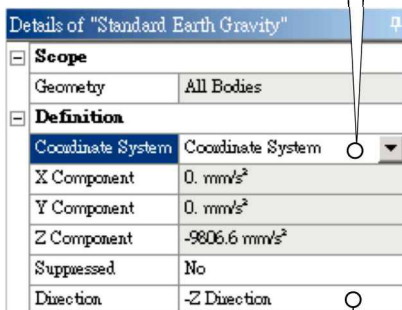 Details of "Standard Earth Gravity"
Scope
Geometry All Bodies
Definition
Coordinate System Coordinate System
X Component 0. mm/s²
Y Component 0. mm/s²
Z Component -9806.6 mm/s²
Suppressed No
Direction -Z Direction